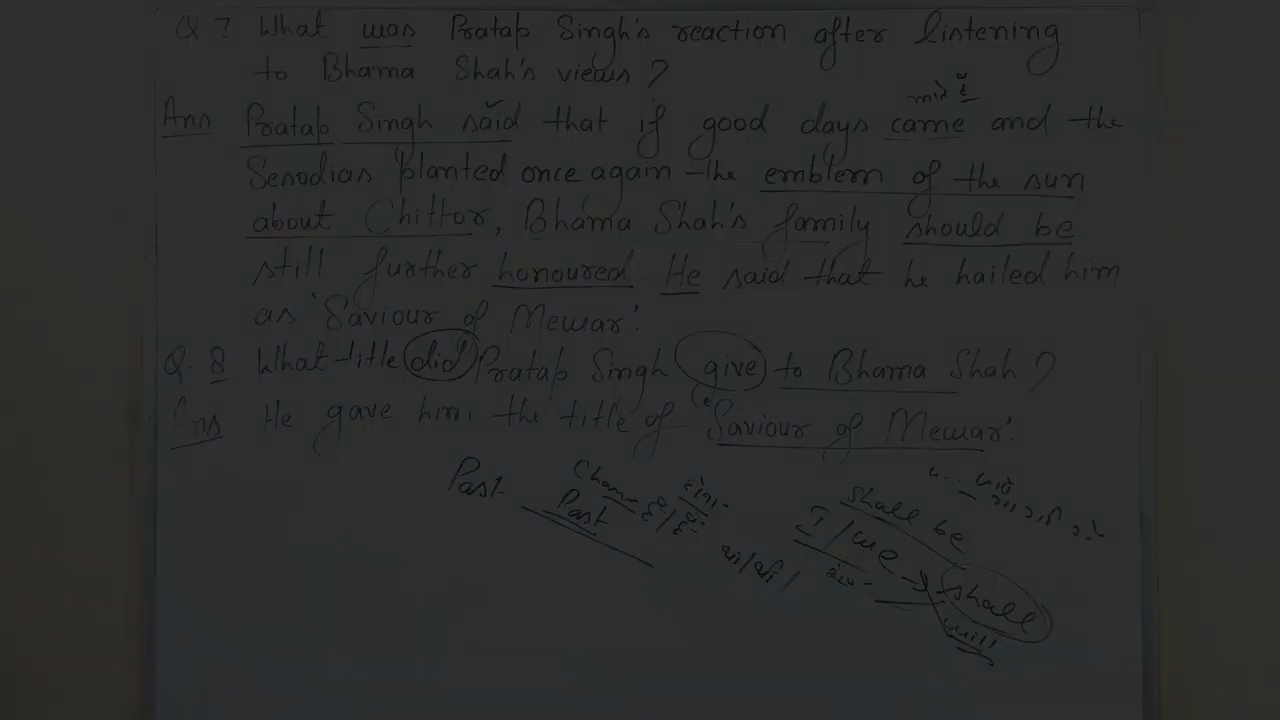 Q 7 What was Pratap Singh's reaction after listening
to Bhama Shah's views?
Ans Pratap Singh said that if good days came and the
Sesodias planted once again the emblem of the sun
about Chittor, Bhama Shah's family should be
still further honoured. He said that he hailed him
as 'Saviour of Mewar'.
Q. 8 What title did Pratap Singh give to Bhama Shah?
Ans He gave him the title of 'Saviour of Mewar'.
Past
Past
shall be
I/we → shall
will